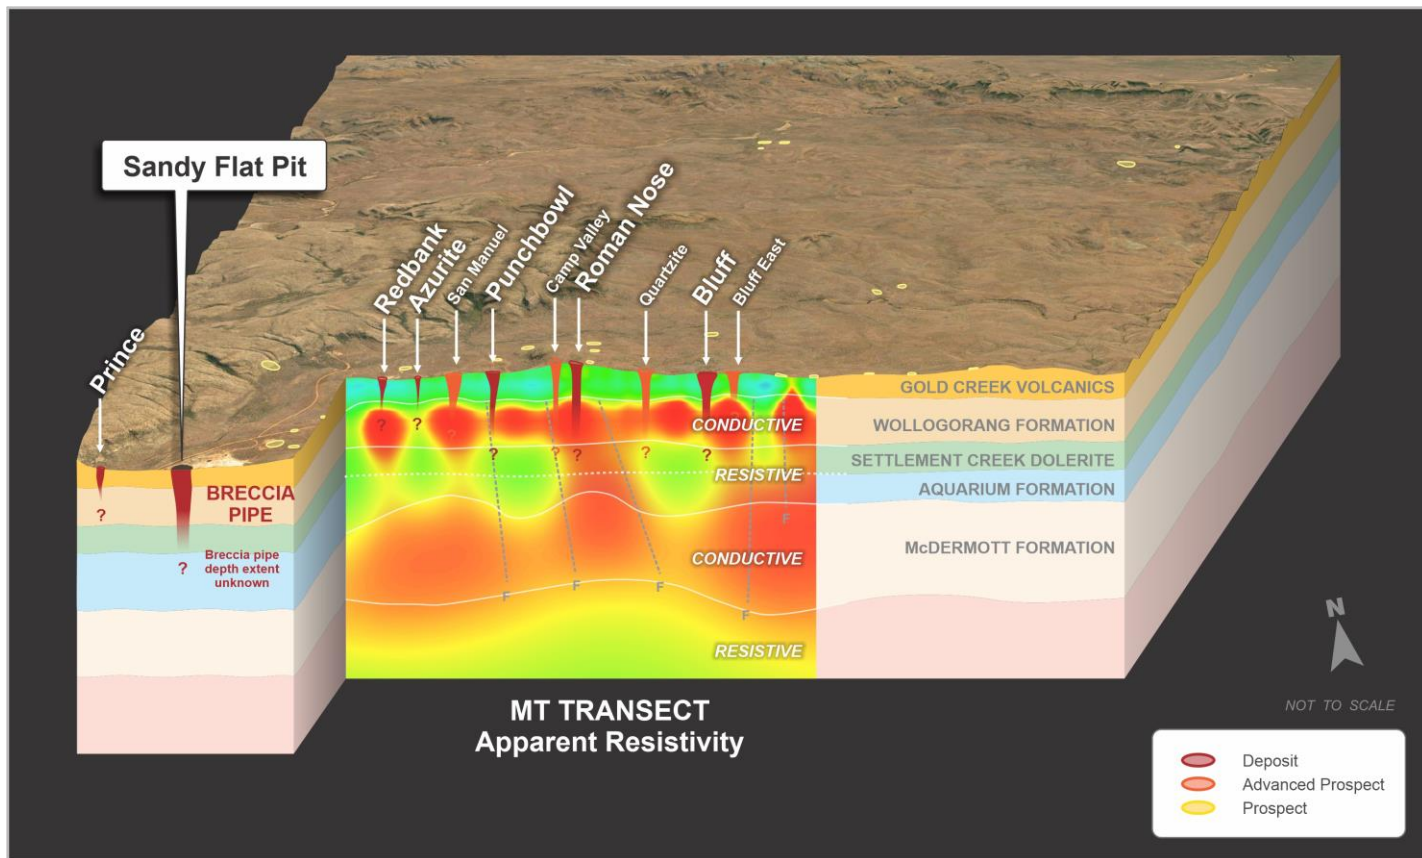 Sandy Flat Pit
Prince
Redbank
Azurite
San Manuel
Punchbowl
Camp Valley
Roman Nose
Quartzite
Bluff
Bluff East
GOLD CREEK VOLCANICS
WOLLOGORANG FORMATION
SETTLEMENT CREEK DOLERITE
AQUARIUM FORMATION
McDERMOTT FORMATION
CONDUCTIVE
RESISTIVE
CONDUCTIVE
RESISTIVE
BRECCIA
PIPE
Breccia pipe
depth extent
unknown
?
?
?
?
?
?
?
?
?
?
?
F
F
F
F
F
MT TRANSECT
Apparent Resistivity
N
NOT TO SCALE
Deposit
Advanced Prospect
Prospect